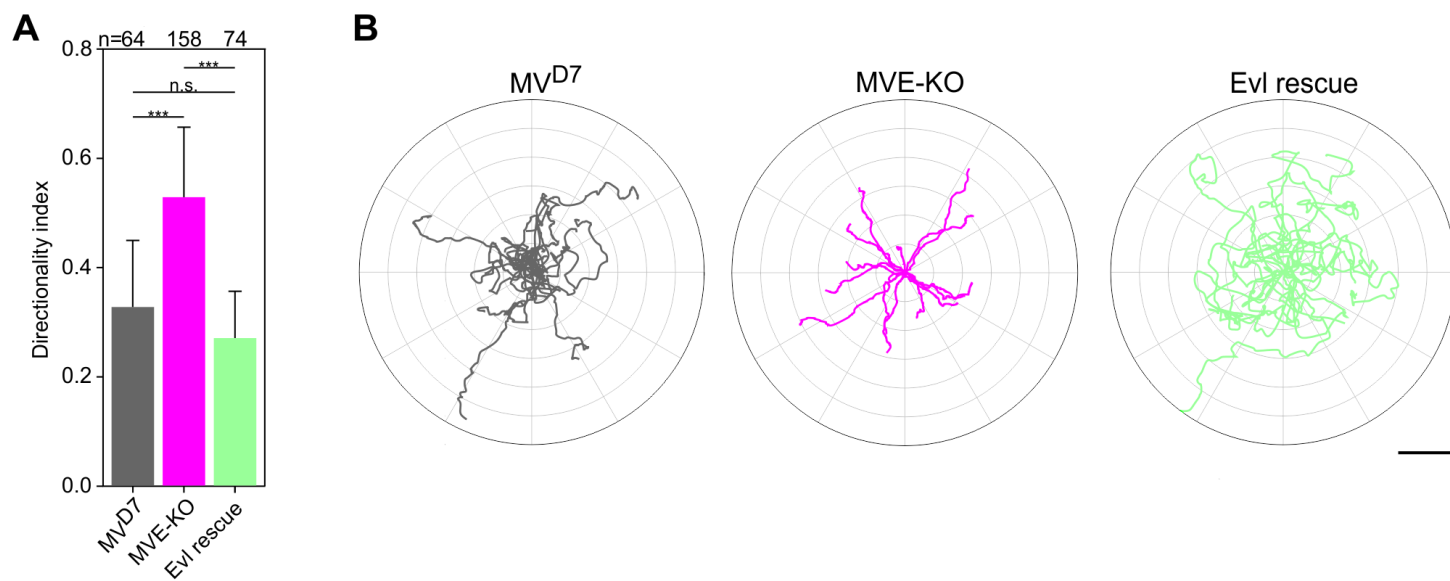 A
B
n=64 158 74
***
n.s.
***
0.8
0.6
0.4
0.2
0.0
Directionality index
MVD7
MVE-KO
Evl rescue
MVD7
MVE-KO
Evl rescue